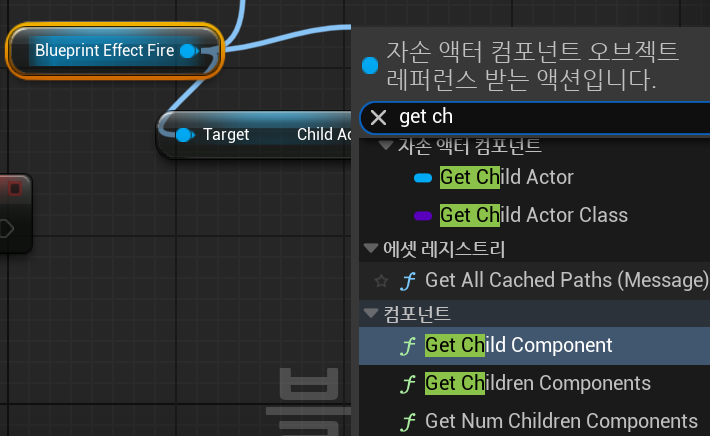 Blueprint Effect Fire
Target
Child Ac
자손 액터 컴포넌트 오브젝트
레퍼런스 받는 액션입니다.
get ch
자손 액터 컴포넌트
Get Child Actor
Get Child Actor Class
에셋 레지스트리
Get All Cached Paths (Message)
컴포넌트
Get Child Component
Get Children Components
Get Num Children Components